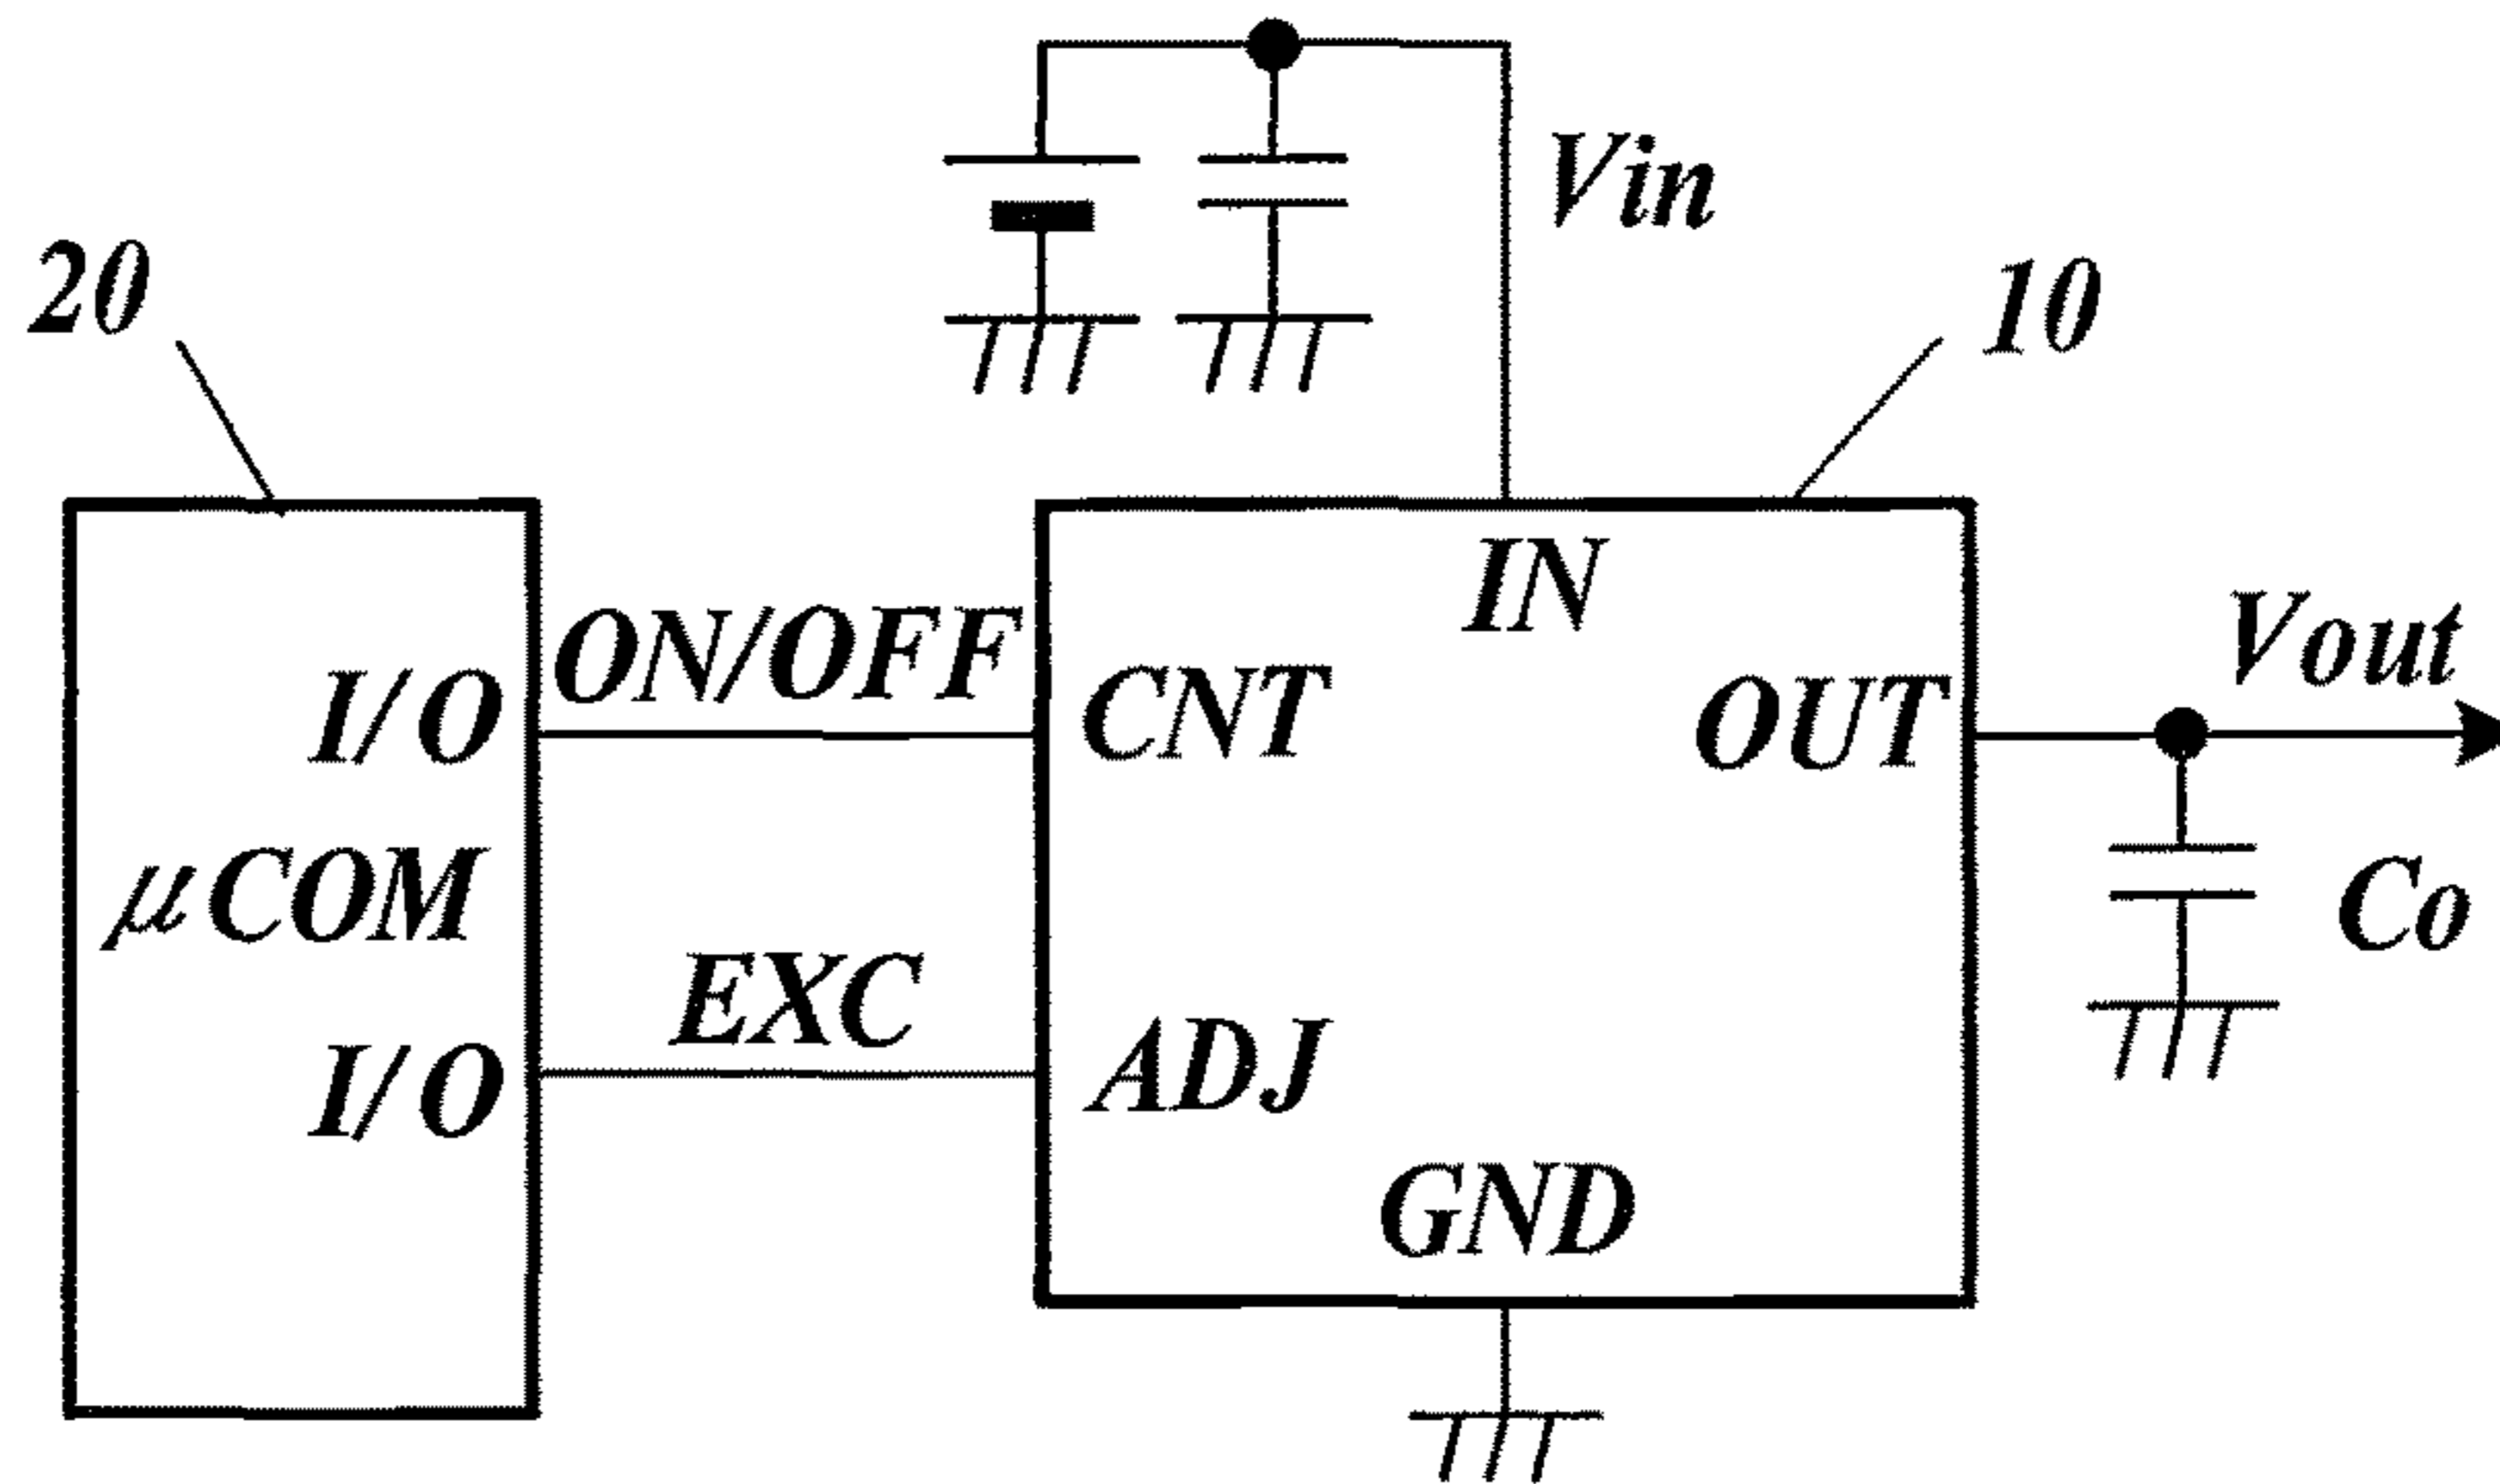 Vin
20
10
IN
ON/OFF
Vout
I/O
CNT
OUT
μCOM
Co
EXC
I/O
ADJ
GND